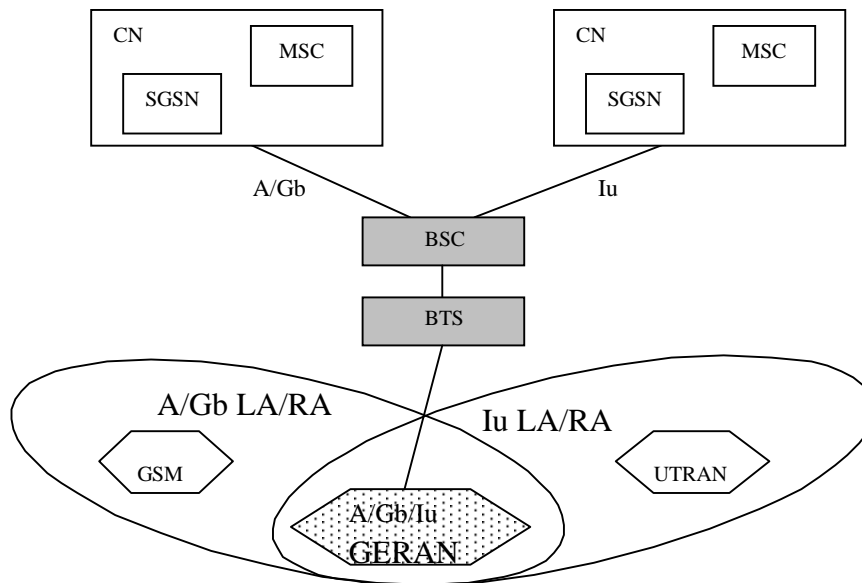 CN
MSC
SGSN
CN
MSC
SGSN
A/Gb
Iu
BSC
BTS
A/Gb LA/RA
Iu LA/RA
GSM
UTRAN
A/Gb/Iu
GERAN